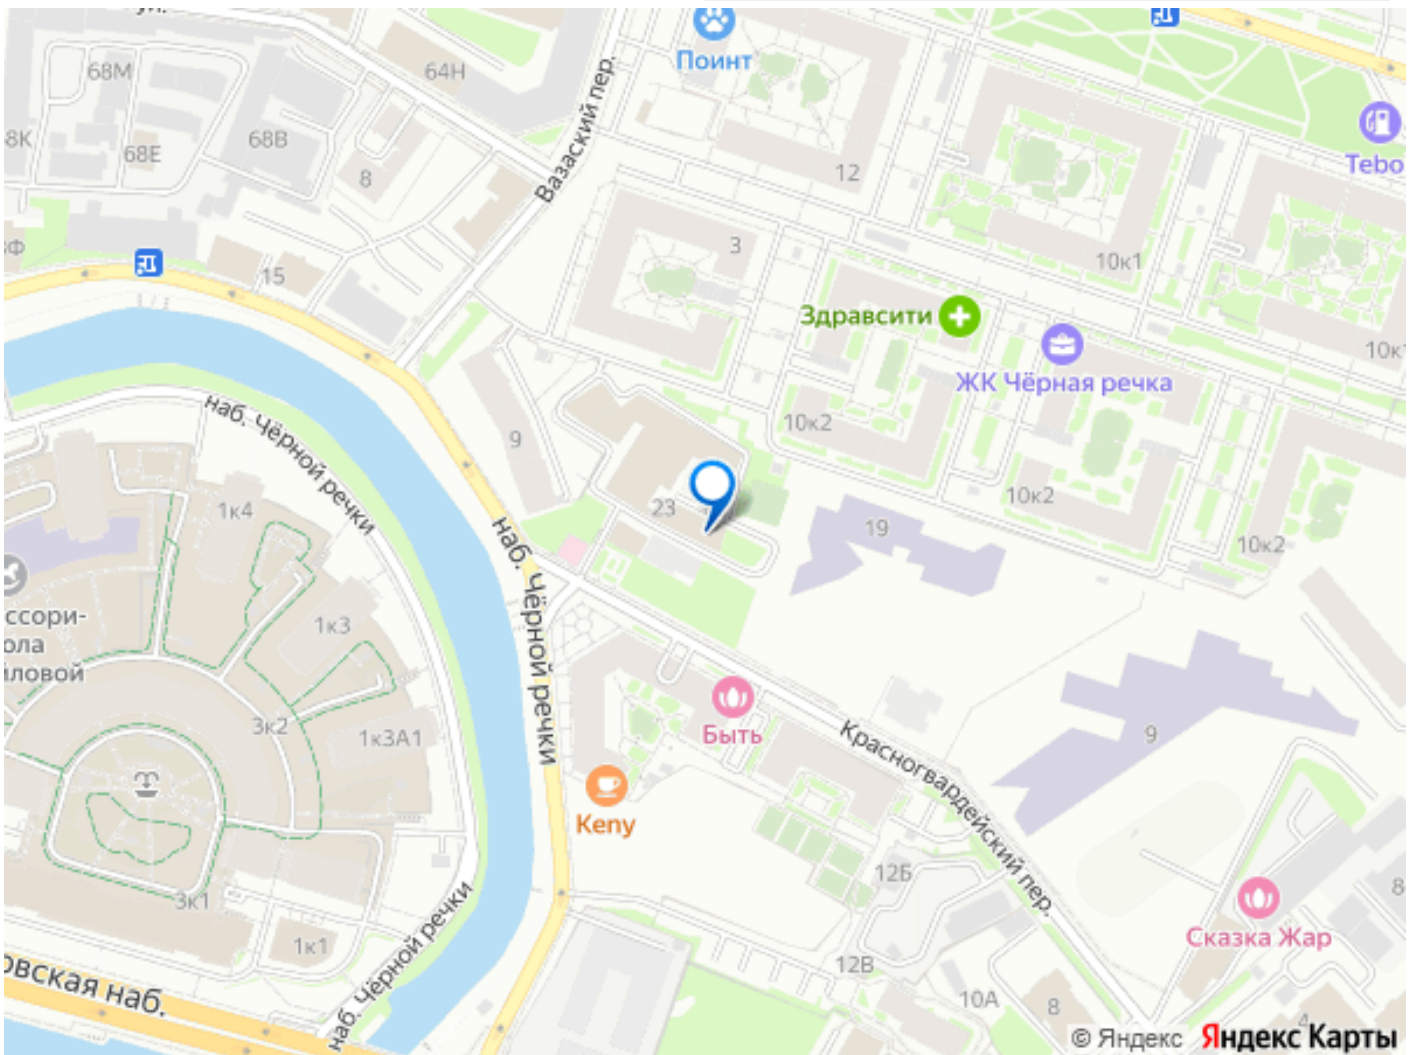 ул.
Поинт
68М
64Н
Вазаский пер.
8К
68Е
68В
8
12
Tebo
3
10к1
15
Здравсити
ЖК Чёрная речка
10к1
наб. Чёрной речки
9
10к2
10к2
1к4
23
19
10к2
наб. Чёрной речки
ссори-
ола
иловой
1к3
3к2
1к3А1
Быть
Красногвардейский пер.
9
Keny
12Б
3к1
8
1к1
Сказка Жар
12В
10А
8
4
овская наб.
наб. Чёрной речки
© Яндекс Яндекс Карты